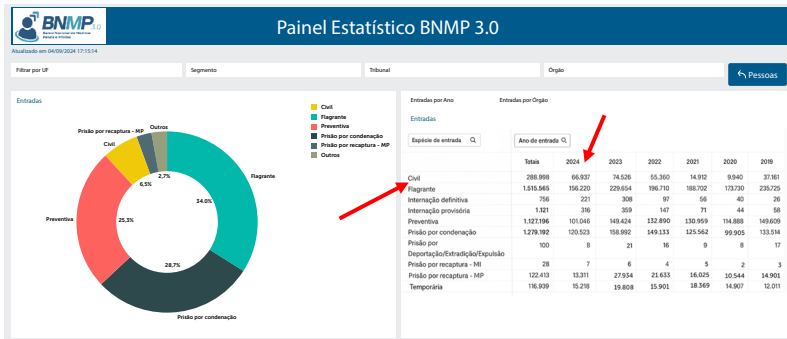 BNMP 3.0
Banco Nacional de Medidas
Penais e Prisões
Painel Estatístico BNMP 3.0
Atualizado em 04/09/2024 17:15:14
Filtrar por UF
Segmento
Tribunal
Órgão
Pessoas
Entradas
Civil
Flagrante
Preventiva
Prisão por condenação
Prisão por recaptura - MP
Outros
Outros
Prisão por recaptura - MP
Civil
Flagrante
Preventiva
Prisão por condenação
2,7%
6,5%
34.0%
25,3%
28,7%
Entradas por Ano
Entradas por Órgão
Entradas
Espécie de entrada
Ano de entrada
Totais 2024 2023 2022 2021 2020 2019
Civil 288.998 66.937 74.526 55.360 14.912 9.940 37.161
Flagrante 1.515.565 156.220 229.654 196.710 188.702 173.730 235.725
Internação definitiva 756 221 308 97 56 40 26
Internação provisória 1.121 316 359 147 71 44 58
Preventiva 1.127.196 101.046 149.424 132.890 130.959 114.888 149.609
Prisão por condenação 1.279.192 120.523 158.992 149.133 125.562 99.905 133.514
Prisão por 100 8 21 16 9 8 17
Deportação/Extradição/Expulsão
Prisão por recaptura - MI 28 7 6 4 5 2 3
Prisão por recaptura - MP 122.413 13,311 27.934 21.633 16,025 10.544 14.901
Temporária 116.939 15.218 19.808 15.901 18.369 14.907 12.011